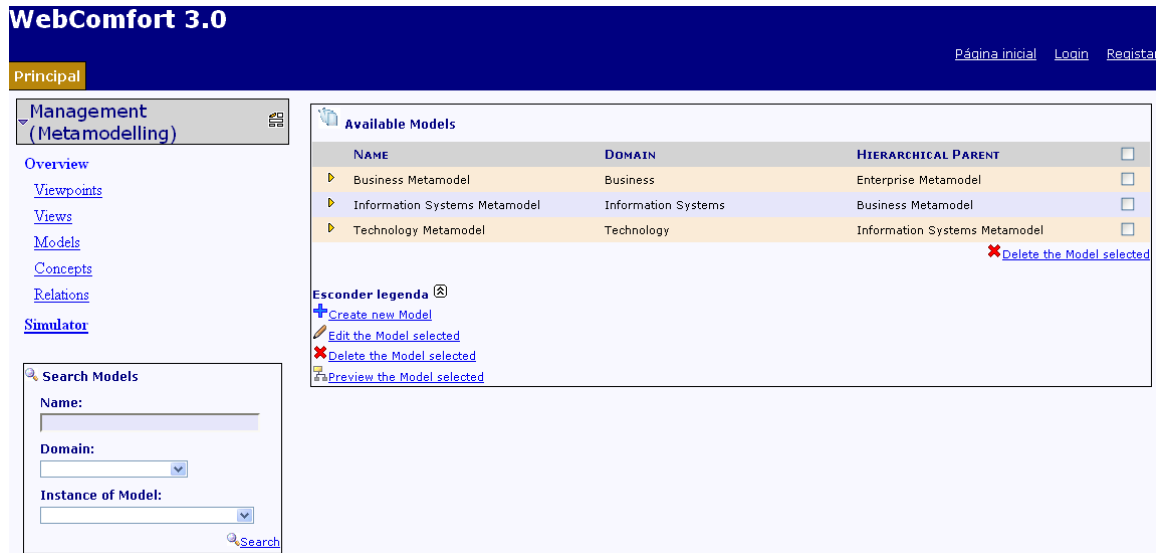 WebComfort 3.0
Página inicial Login Registar
Principal
Management
(Metamodelling)
Overview
Viewpoints
Views
Models
Concepts
Relations
Simulator
Search Models
Name:
Domain:
Instance of Model:
Search
Available Models
NAME DOMAIN HIERARCHICAL PARENT
Business Metamodel Business Enterprise Metamodel
Information Systems Metamodel Information Systems Business Metamodel
Technology Metamodel Technology Information Systems Metamodel
Delete the Model selected
Esconder legenda
Create new Model
Edit the Model selected
Delete the Model selected
Preview the Model selected